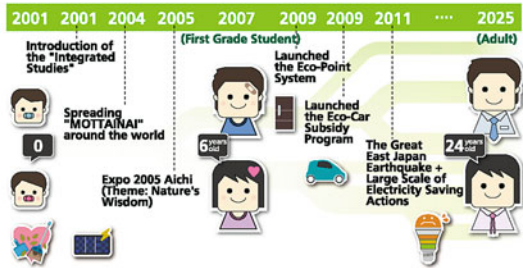 2001 2001 2004 2005 2007 2009 2009 2011 .... 2025
(First Grade Student)
(Adult)
Introduction
of the "Integrated
Studies"
Spreading
"MOTTAINAI"
around the world
Expo 2005 Aichi
(Theme: Nature's
Wisdom)
Launched
the Eco-Point
System
Launched
the Eco-Car
Subsidy
Program
The Great
East Japan
Earthquake +
Large Scale of
Electricity Saving
Actions
0
6 years old
24 years old